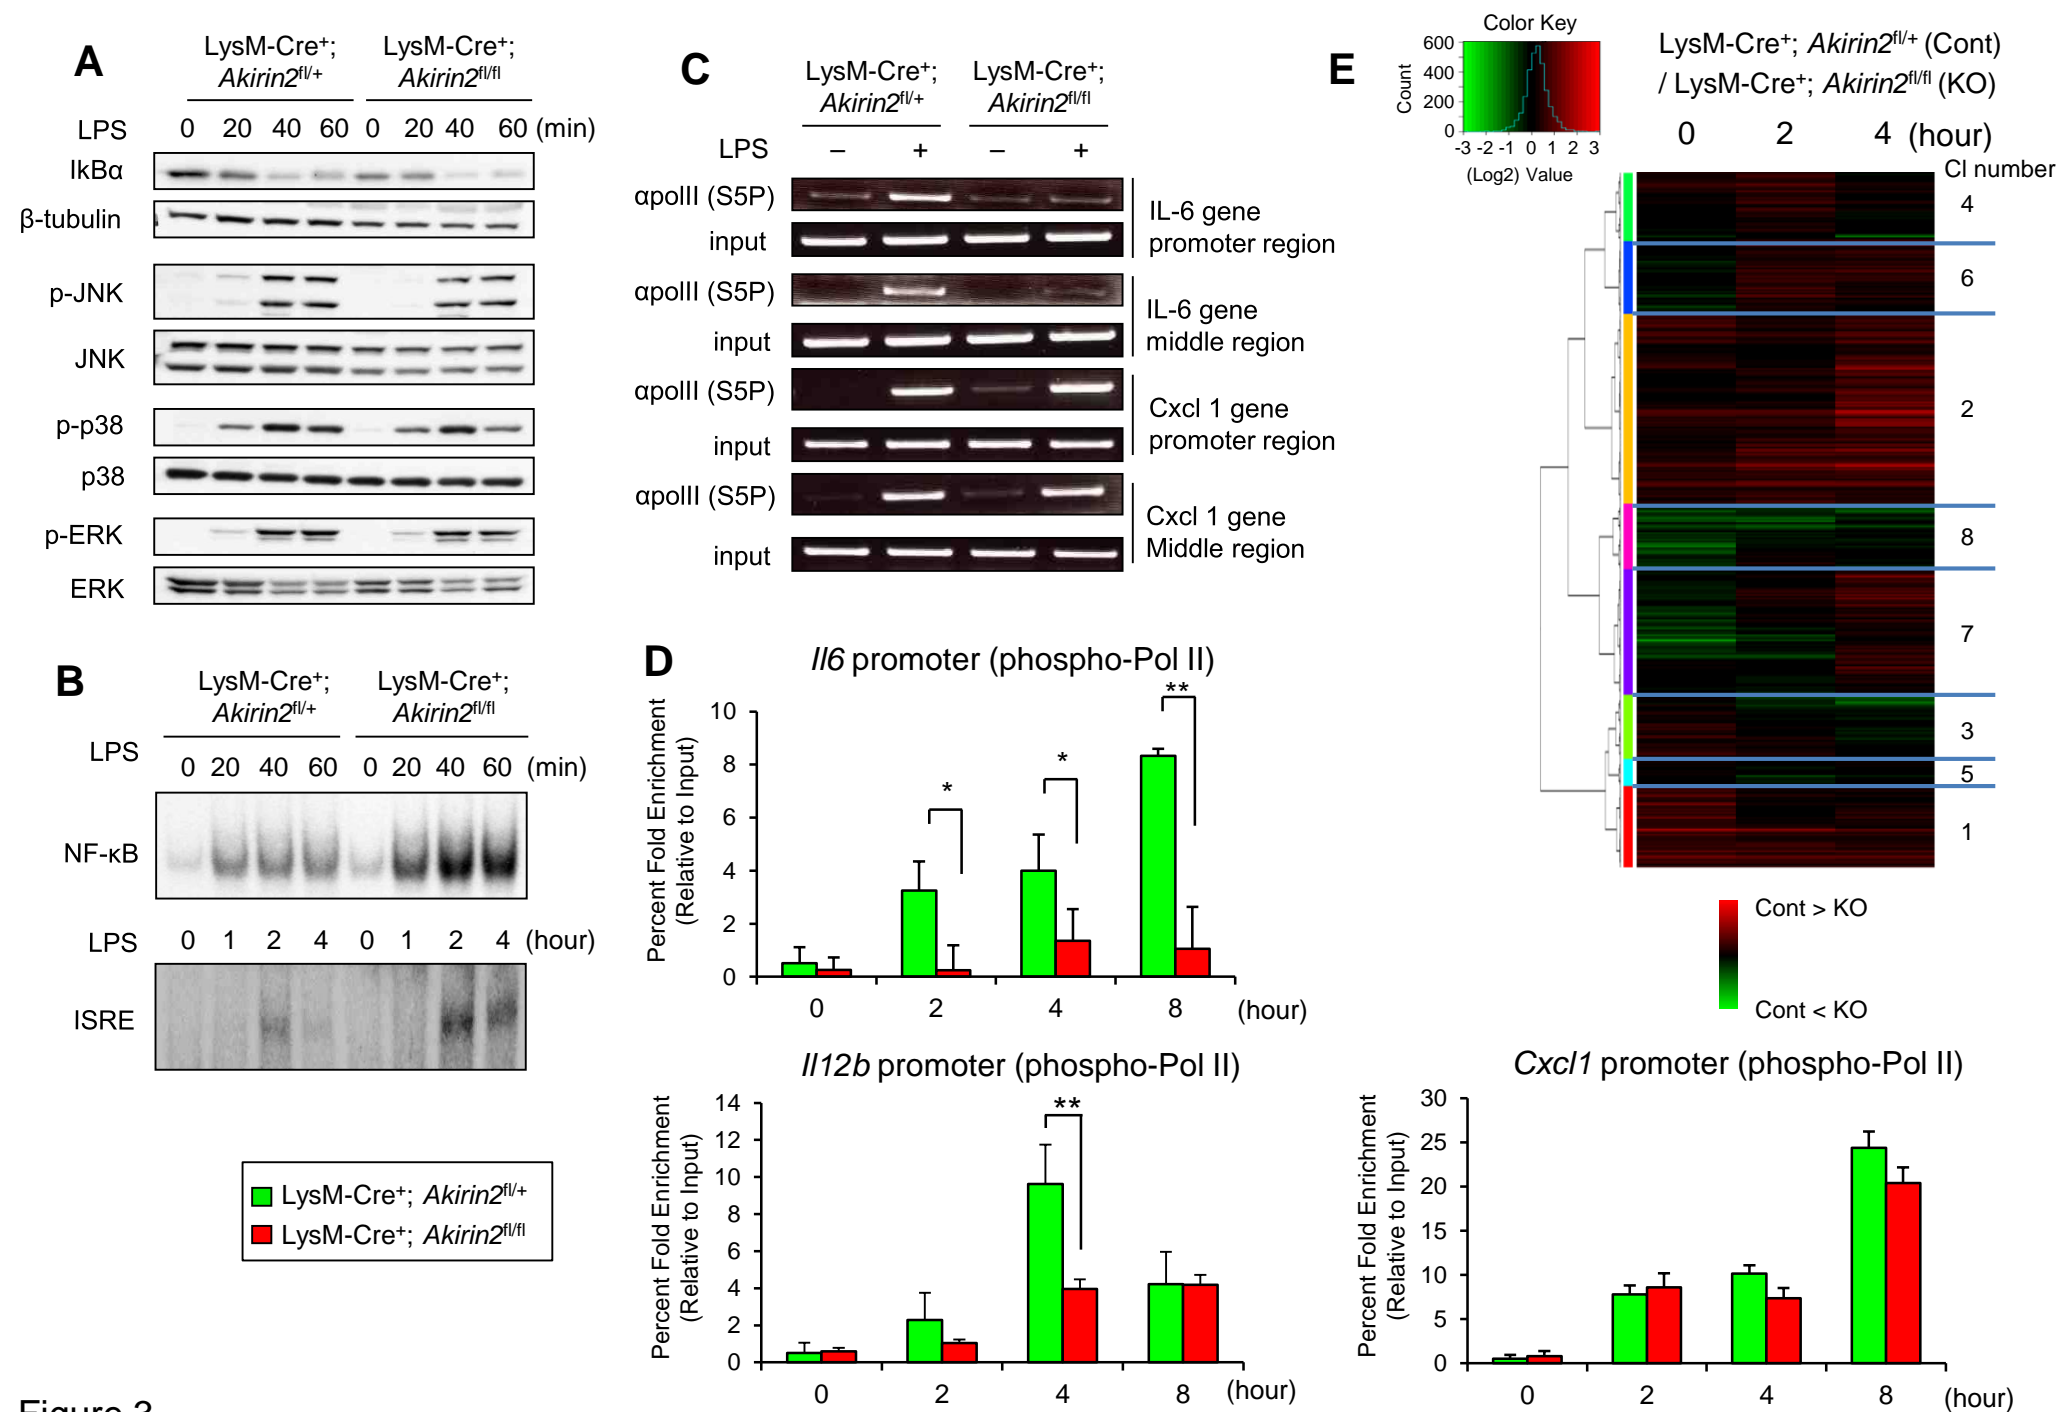 A
LysM-Cre+;
Akirin2fl/+
LysM-Cre+;
Akirin2fl/fl
LPS 0 20 40 60 0 20 40 60 (min)
IkBα
β-tubulin
p-JNK
JNK
p-p38
p38
p-ERK
ERK
B
LysM-Cre+;
Akirin2fl/+
LysM-Cre+;
Akirin2fl/fl
LPS
0 20 40 60 0 20 40 60 (min)
NF-κB
LPS 0 1 2 4 0 1 2 4 (hour)
ISRE
LysM-Cre+; Akirin2fl/+
LysM-Cre+; Akirin2fl/fl
C
LysM-Cre+;
Akirin2fl/+
LysM-Cre+;
Akirin2fl/fl
LPS – + – +
αpolII (S5P)
input
IL-6 gene
promoter region
αpolII (S5P)
input
IL-6 gene
middle region
αpolII (S5P)
input
Cxcl 1 gene
promoter region
αpolII (S5P)
input
Cxcl 1 gene
Middle region
D
Il6 promoter (phospho-Pol II)
Percent Fold Enrichment
(Relative to Input)
10
8
6
4
2
0
*
*
**
0 2 4 8 (hour)
Il12b promoter (phospho-Pol II)
Percent Fold Enrichment
(Relative to Input)
14
12
10
8
6
4
2
0
**
0 2 4 8 (hour)
Cxcl1 promoter (phospho-Pol II)
Percent Fold Enrichment
(Relative to Input)
30
25
20
15
10
5
0
0 2 4 8 (hour)
E
Color Key
Count
600
400
200
0
-3 -2 -1 0 1 2 3
(Log2) Value
LysM-Cre+; Akirin2fl/+ (Cont)
/ LysM-Cre+; Akirin2fl/fl (KO)
0 2 4 (hour)
Cl number
4
6
2
8
7
3
5
1
Cont > KO
Cont < KO
Figure 3